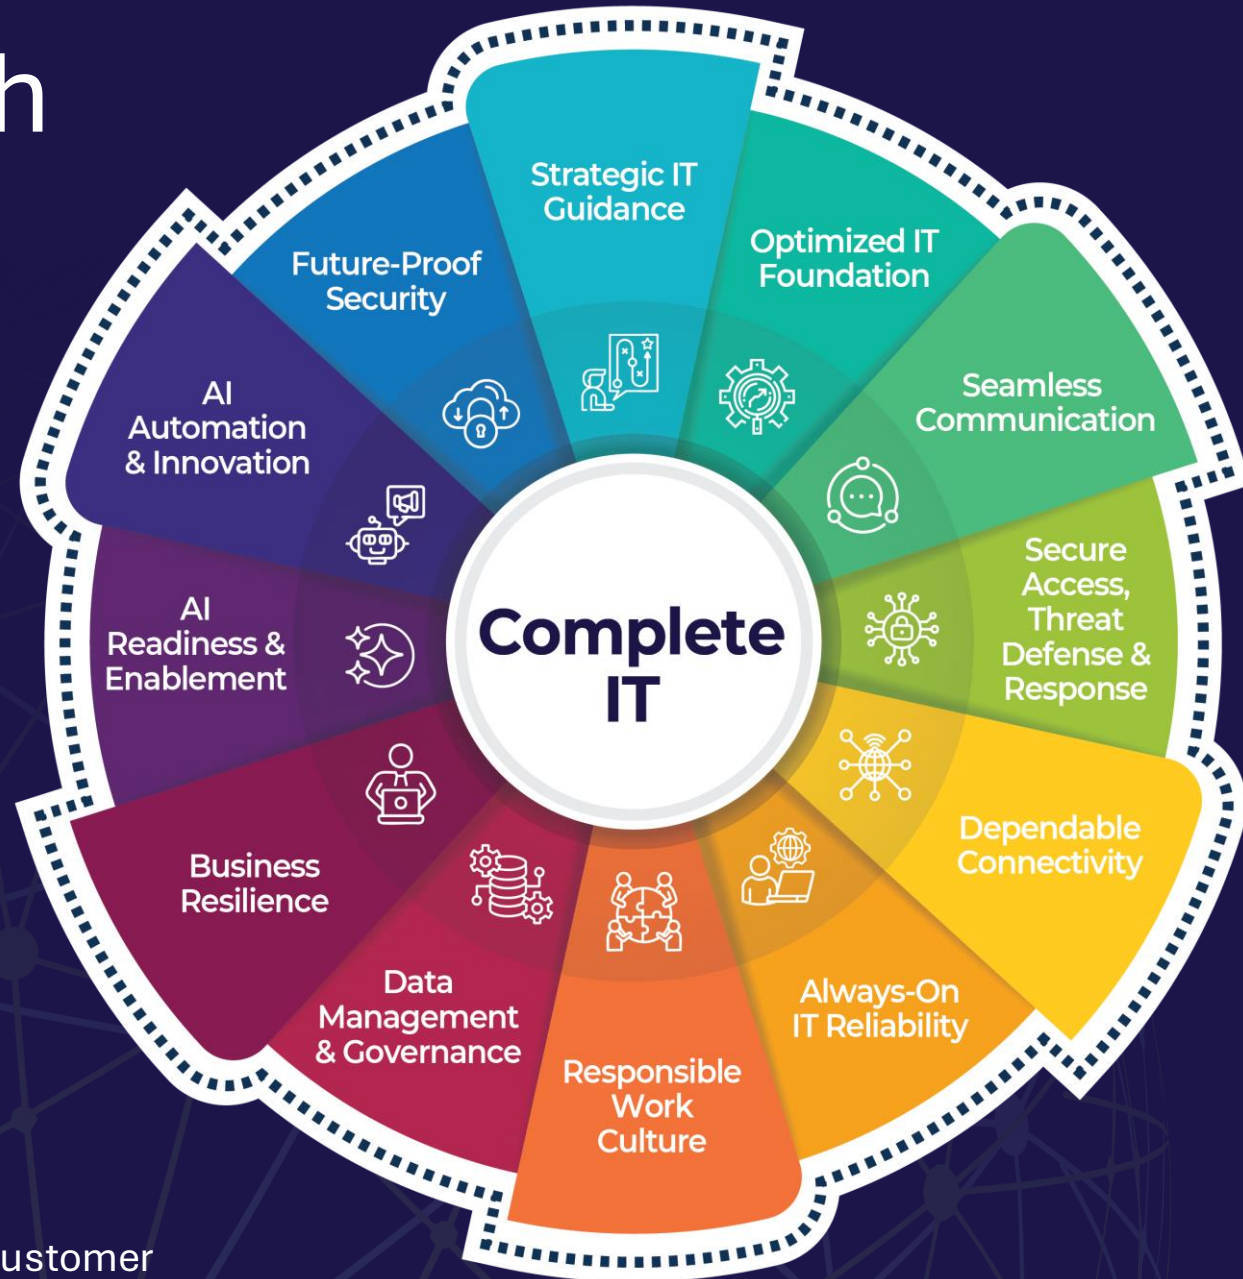 h
Strategic IT
Guidance
Optimized IT
Foundation
Seamless
Communication
Secure
Access,
Threat
Defense &
Response
Dependable
Connectivity
Always-On
IT Reliability
Responsible
Work
Culture
Data
Management
& Governance
Business
Resilience
AI
Readiness &
Enablement
AI
Automation
& Innovation
Future-Proof
Security
Complete
IT
ustomer